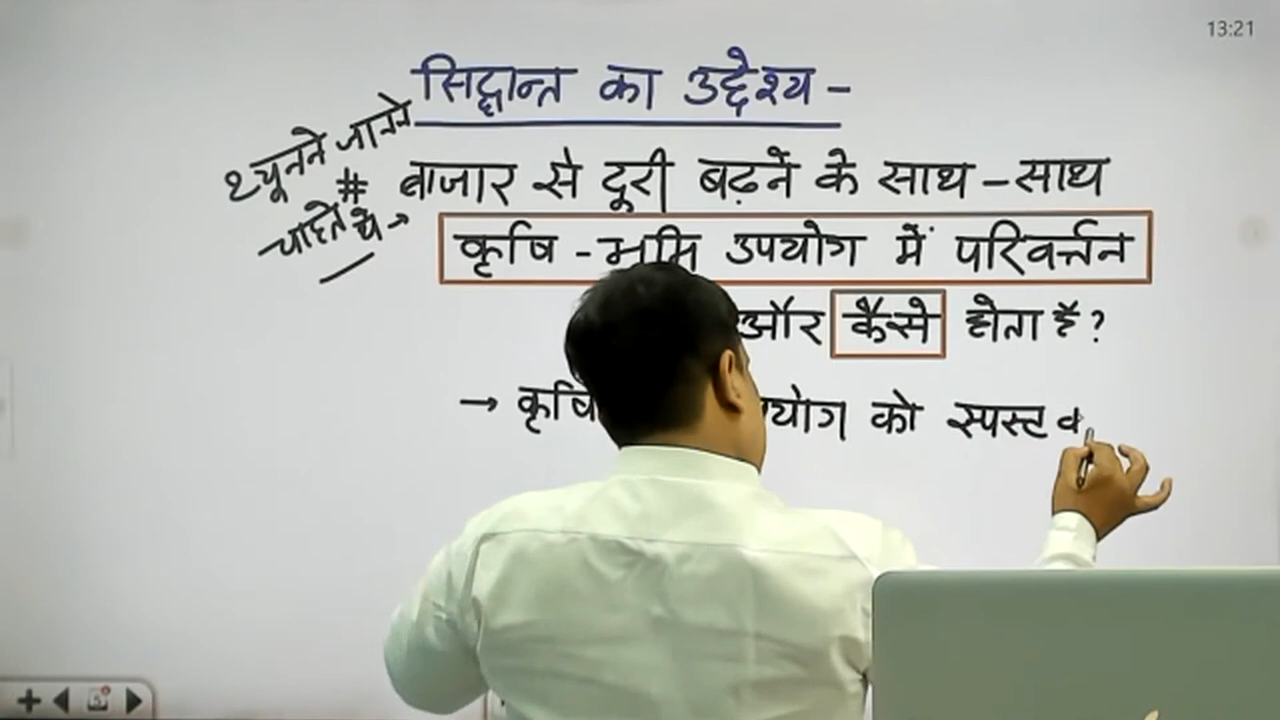 13:21
सिद्धान्त का उद्देश्य -
थ्यूनने जानने
चाहते थे →
# बाजार से दूरी बढ़ने के साथ - साथ
कृषि - भूमि उपयोग में परिवर्त्तन
और कैसे होता है ?
→ कृषि योग को स्पस्ट